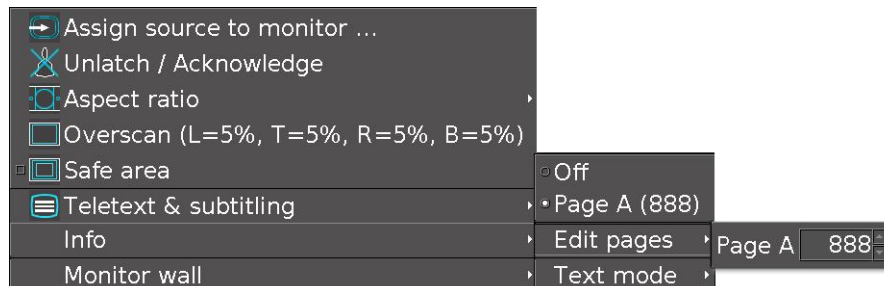 Assign source to monitor ...
Unlatch / Acknowledge
Aspect ratio
Overscan (L=5%, T=5%, R=5%, B=5%)
Safe area
Teletext & subtitling
Info
Monitor wall
Off
Page A (888)
Edit pages
Text mode
Page A 888